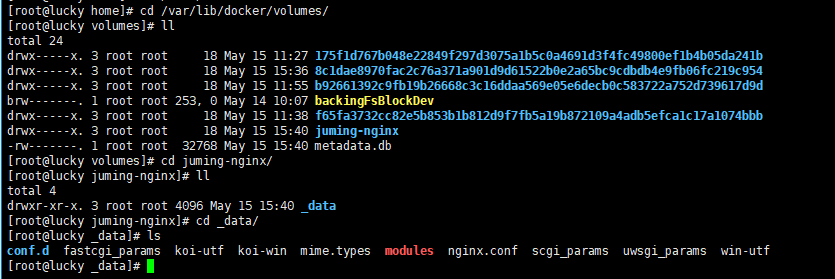 [root@lucky home]# cd /var/lib/docker/volumes/
[root@lucky volumes]# ll
total 24
drwx-----x. 3 root root     18 May 15 11:27 175f1d767b048e22849f297d3075a1b5c0a4691d3f4fc49800ef1b4b05da241b
drwx-----x. 3 root root     18 May 15 15:36 8c1dae8970fac2c76a371a901d9d61522b0e2a65bc9cdbdb4e9fb06fc219c954
drwx-----x. 3 root root     18 May 15 11:55 b92661392c9fb19b26668c3c16ddaa569e05e6decb0c583722a752d739617d9d
brw-------. 1 root root 253, 0 May 14 10:07 backingFsBlockDev
drwx-----x. 3 root root     18 May 15 11:38 f65fa3732cc82e5b853b1b812d9f7fb5a19b872109a4adb5efca1c17a1074bbb
drwx-----x. 3 root root     18 May 15 15:40 juming-nginx
-rw-------. 1 root root  32768 May 15 15:40 metadata.db
[root@lucky volumes]# cd juming-nginx/
[root@lucky juming-nginx]# ll
total 4
drwxr-xr-x. 3 root root 4096 May 15 15:40 _data
[root@lucky juming-nginx]# cd _data/
[root@lucky _data]# ls
conf.d  fastcgi_params  koi-utf  koi-win  mime.types  modules  nginx.conf  scgi_params  uwsgi_params  win-utf
[root@lucky _data]#